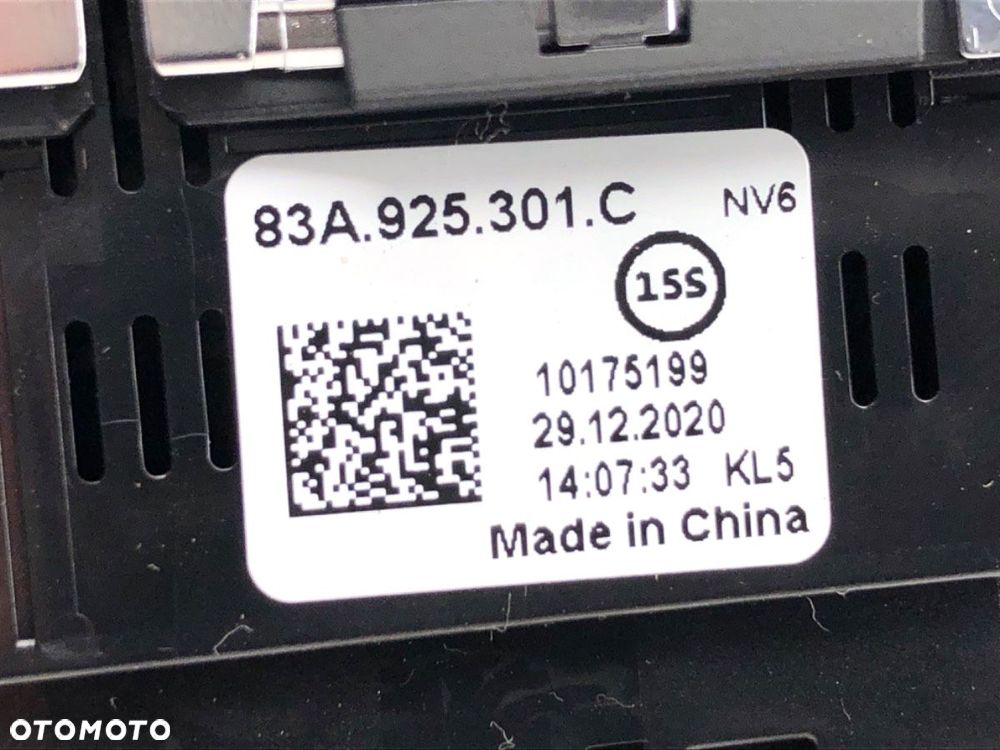 83A.925.301.C NV6
15S
10175199
29.12.2020
14:07:33 KL5
Made in China
OTOMOTO